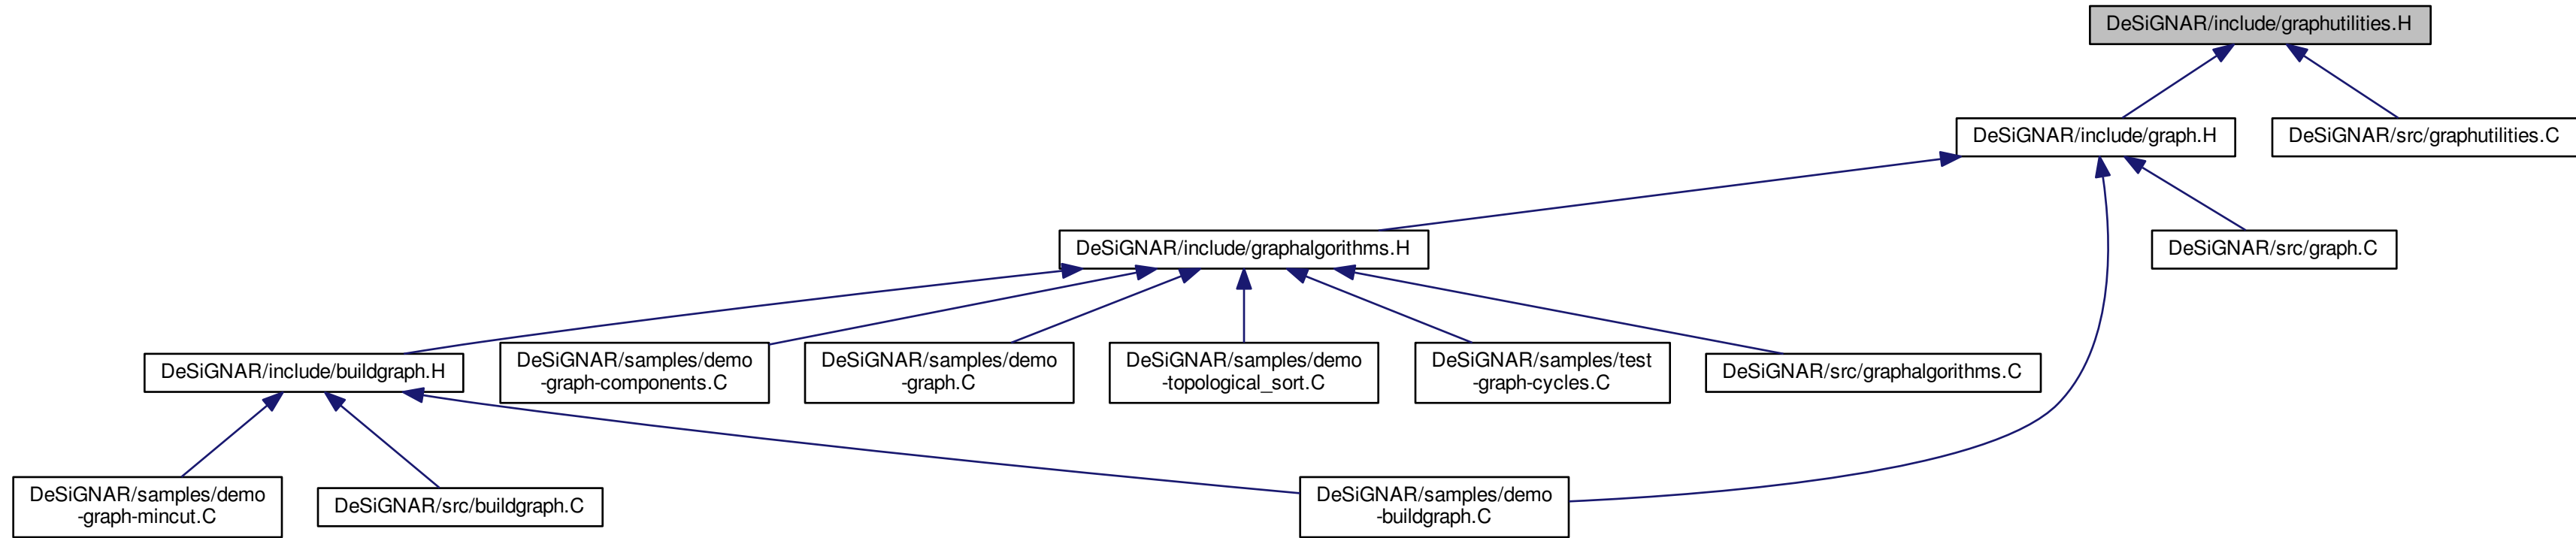 DeSiGNAR/include/graphutilities.H
DeSiGNAR/include/graph.H
DeSiGNAR/src/graphutilities.C
DeSiGNAR/include/graphalgorithms.H
DeSiGNAR/src/graph.C
DeSiGNAR/include/buildgraph.H
DeSiGNAR/samples/demo
-graph-components.C
DeSiGNAR/samples/demo
-graph.C
DeSiGNAR/samples/demo
-topological_sort.C
DeSiGNAR/samples/test
-graph-cycles.C
DeSiGNAR/src/graphalgorithms.C
DeSiGNAR/samples/demo
-graph-mincut.C
DeSiGNAR/src/buildgraph.C
DeSiGNAR/samples/demo
-buildgraph.C